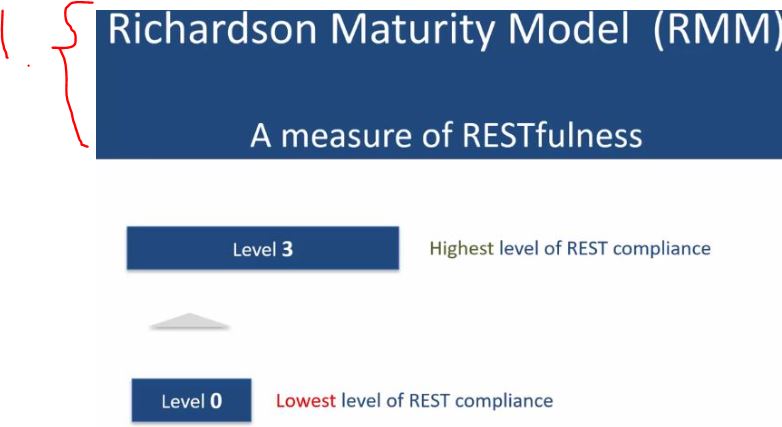 Richardson Maturity Model (RMM)
A measure of RESTfulness
Level 3 Highest level of REST compliance
Level 0 Lowest level of REST compliance